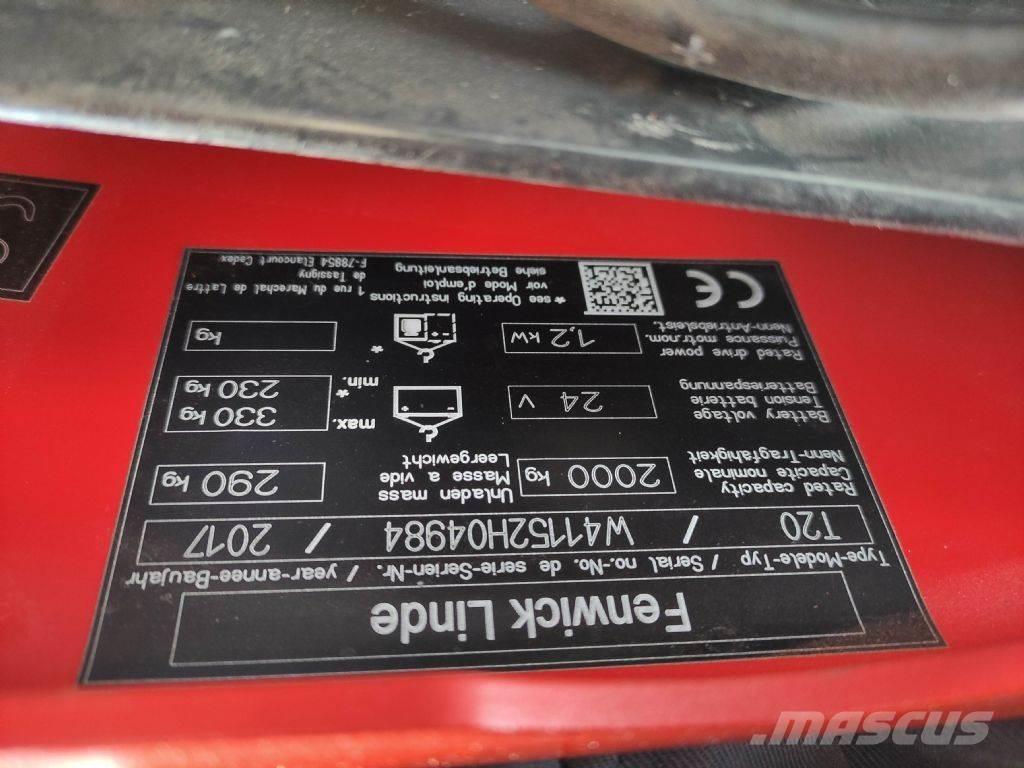 Fenwick Linde
Type-Modele-Typ / Serial no.-No. de serie-Serien-Nr. / year-annee-Baujahr
T20 / W41152H04984 / 2017
Rated capacity
Capacite nominale
Nenn-Tragfähigkeit
2000 kg
Unladen mass
Masse a vide
Leergewicht
290 kg
Battery voltage
Tension batterie
Batteriespannung
24 V
max. 330 kg
* min. 230 kg
Rated drive power
Puissance motr.nom.
Nenn-Antriebsleist.
1,2 kW
* kg
CE
* see Operating instructions
voir Mode d'emploi
siehe Betriebsanleitung
1 rue du Marechal de Lattre
de Tassigny
F-78854 Elancourt Cedex
MASCUS